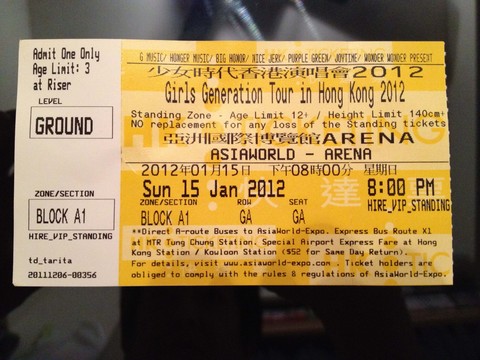 Admit One Only
Age Limit: 3
at Riser
LEVEL
GROUND
ZONE/SECTION
BLOCK A1
HIRE_VIP_STANDING
td_tarita
20111206-00356
G MUSIC/ HONGER MUSIC/ BIG HONOR/ NICE JERK/ PURPLE GREEN/ JOYTIME/ WONDER WONDER PRESENT
少女時代香港演唱會2012
Girls Generation Tour in Hong Kong 2012
Standing Zone - Age Limit 12+ / Height Limit 140cm+
NO replacement for any loss of the Standing tickets
亞洲國際博覽館ARENA
ASIAWORLD - ARENA
2012年01月15日 下午08時00分 星期日
Sun 15 Jan 2012 8:00 PM
ZONE/SECTION ROW SEAT HIRE_VIP_STANDING
BLOCK A1 GA GA
**Direct A-route Buses to AsiaWorld-Expo. Express Bus Route X1
at MTR Tung Chung Station. Special Airport Express Fare at Hong
Kong Station / Kowloon Station ($52 for Same Day Return).
For details, visit www.asiaworld-expo.com . Ticket holders are
obliged to comply with the rules & regulations of AsiaWorld-Expo.